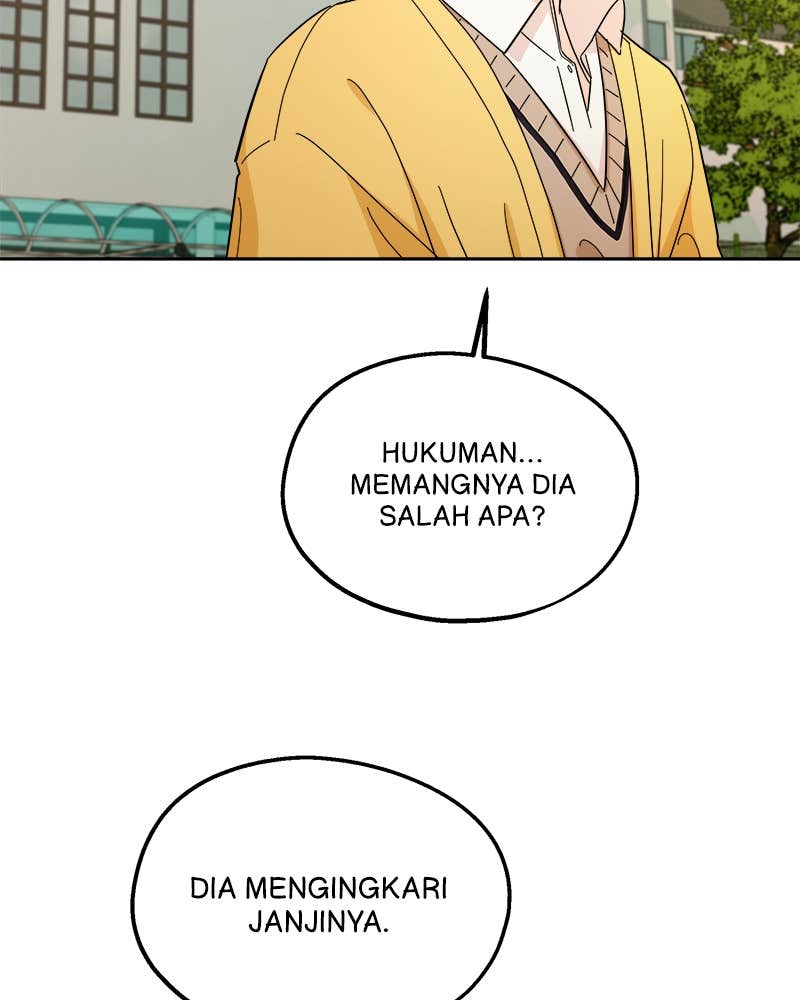 HUKUMAN...
MEMANGNYA DIA
SALAH APA?
DIA MENGINGKARI
JANJINYA.